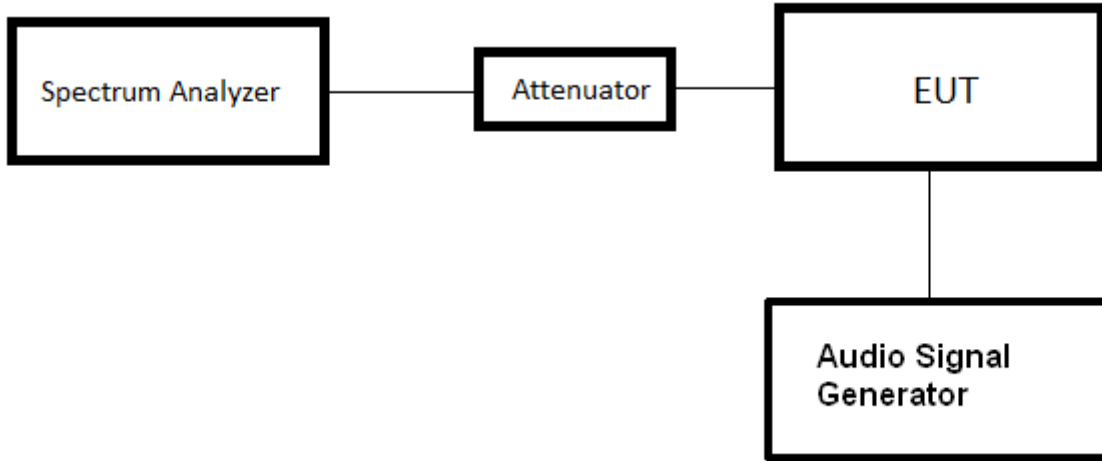 Spectrum Analyzer
Attenuator
EUT
Audio Signal
Generator